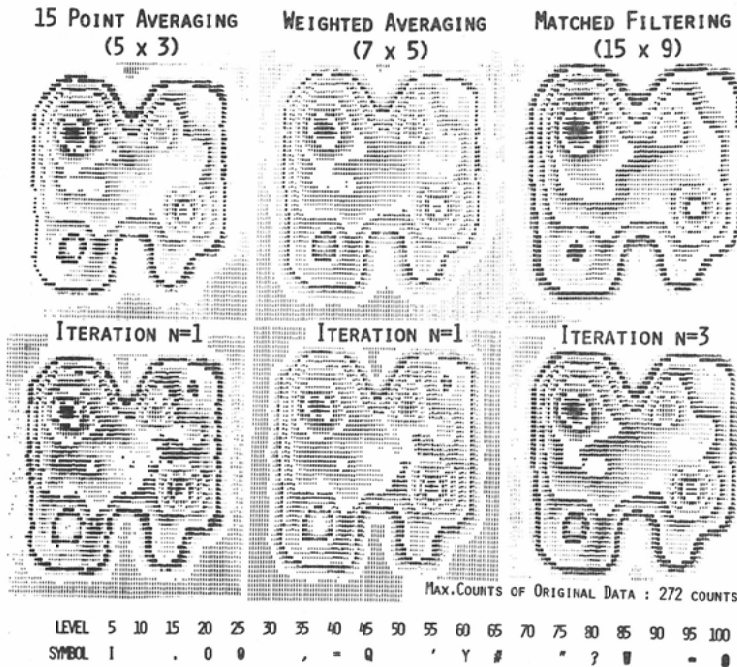 15 POINT AVERAGING
(5 x 3)
WEIGHTED AVERAGING
(7 x 5)
MATCHED FILTERING
(15 x 9)
ITERATION N=1
ITERATION N=1
ITERATION N=3
MAX.COUNTS OF ORIGINAL DATA : 272 COUNTS
LEVEL 5 10 15 20 25 30 35 40 45 50 55 60 65 70 75 80 85 90 95 100
SYMBOL I . 0 , = Q ' Y # " ?